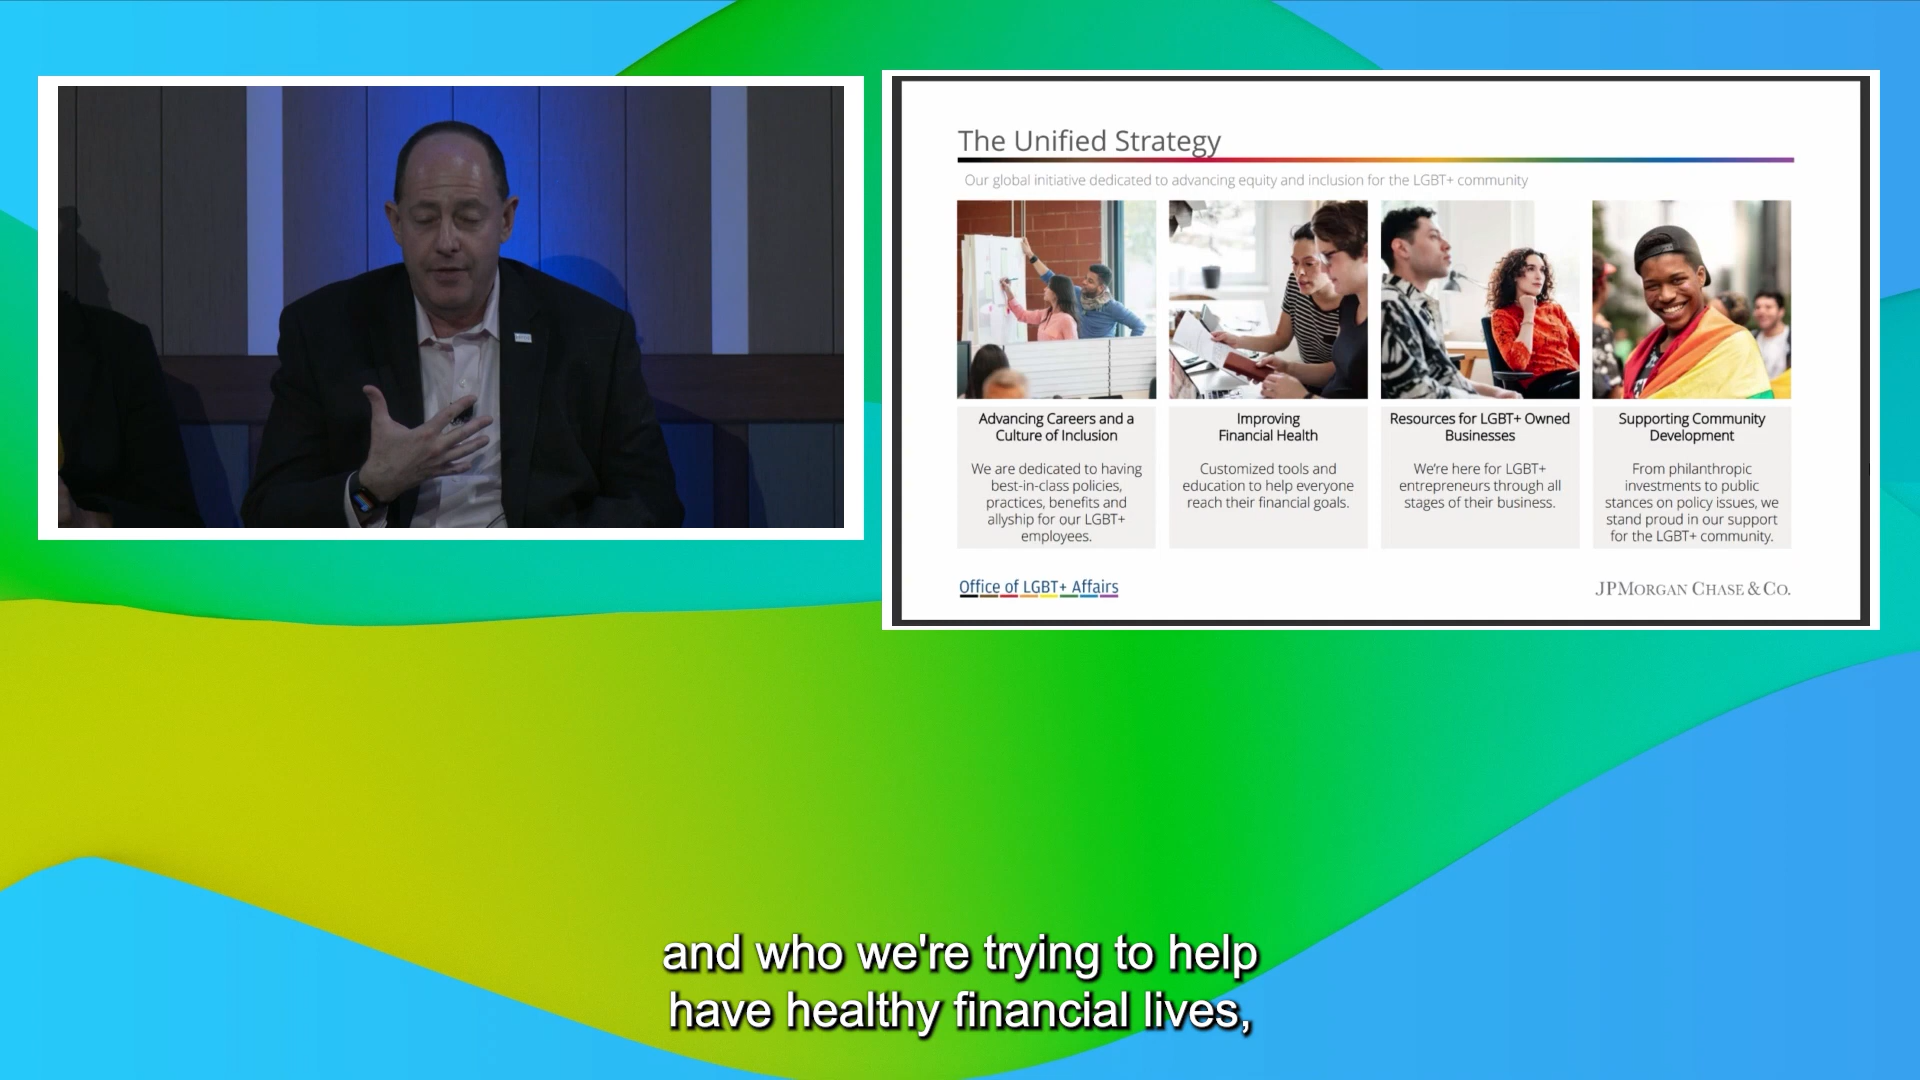 The Unified Strategy
Our global initiative dedicated to advancing equity and inclusion for the LGBT+ community
Advancing Careers and a
Culture of Inclusion
We are dedicated to having
best-in-class policies,
practices, benefits and
allyship for our LGBT+
employees.
Improving
Financial Health
Customized tools and
education to help everyone
reach their financial goals.
Resources for LGBT+ Owned
Businesses
We're here for LGBT+
entrepreneurs through all
stages of their business.
Supporting Community
Development
From philanthropic
investments to public
stances on policy issues, we
stand proud in our support
for the LGBT+ community.
Office of LGBT+ Affairs
JPMORGAN CHASE & CO.
and who we're trying to help
have healthy financial lives,